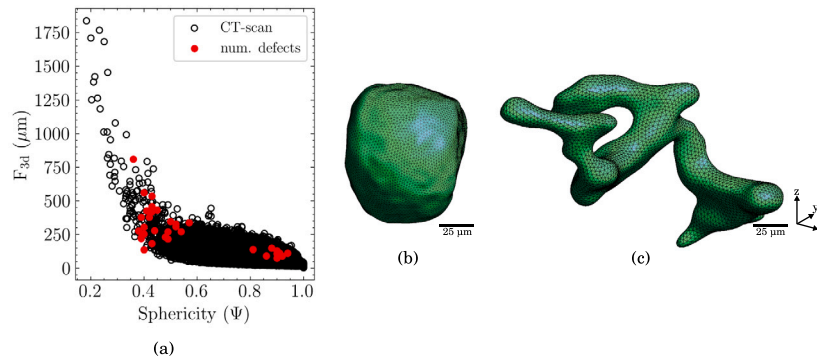 CT-scan
num. defects
1750
1500
1250
1000
750
500
250
0
F3d (μm)
0.2 0.4 0.6 0.8 1.0
Sphericity (Ψ)
(a)
25 μm
(b)
25 μm
(c)
z
y